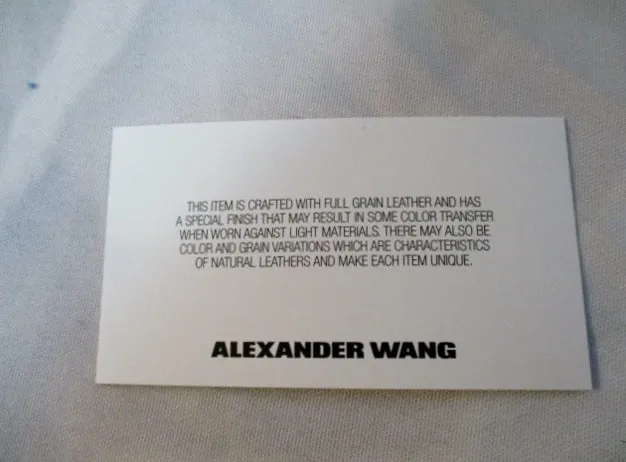 THIS ITEM IS CRAFTED WITH FULL GRAIN LEATHER AND HAS
A SPECIAL FINISH THAT MAY RESULT IN SOME COLOR TRANSFER
WHEN WORN AGAINST LIGHT MATERIALS. THERE MAY ALSO BE
COLOR AND GRAIN VARIATIONS WHICH ARE CHARACTERISTICS
OF NATURAL LEATHERS AND MAKE EACH ITEM UNIQUE.
ALEXANDER WANG